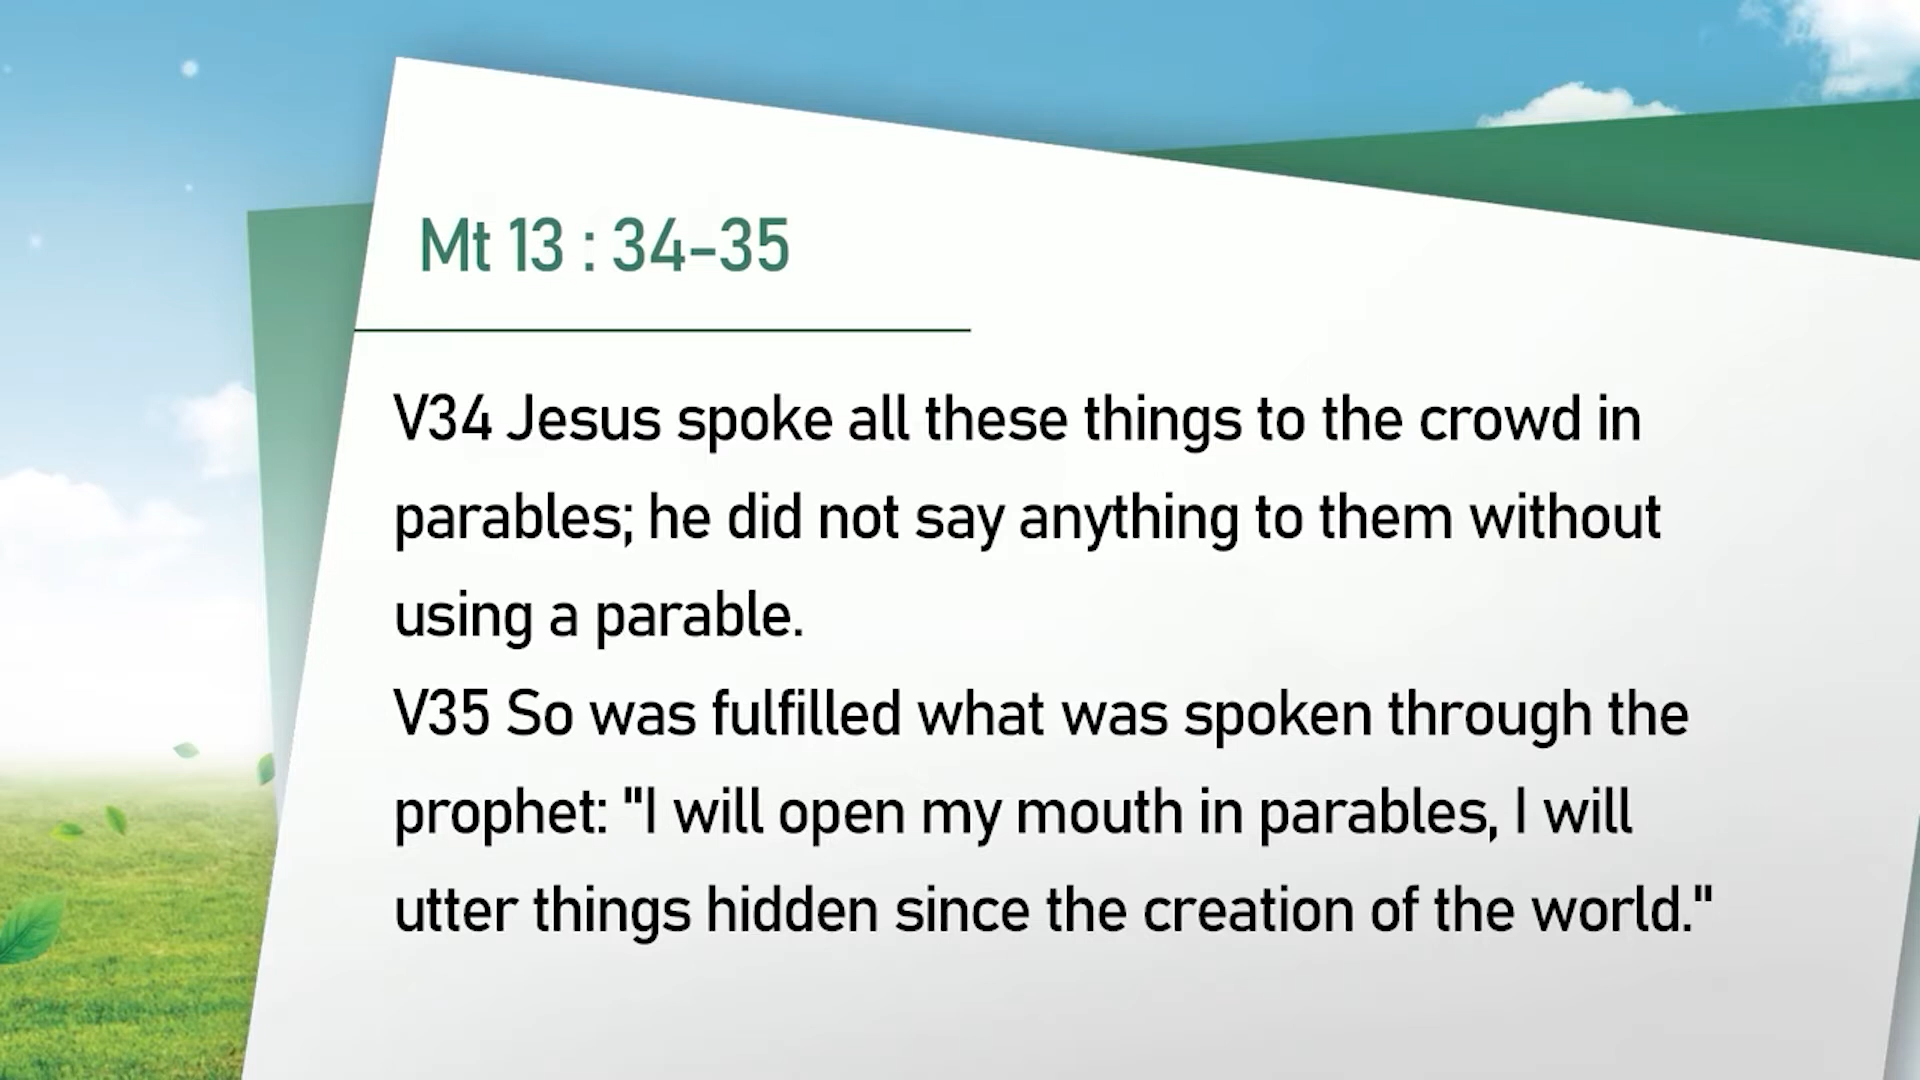 Mt 13 : 34-35
V34 Jesus spoke all these things to the crowd in
parables; he did not say anything to them without
using a parable.
V35 So was fulfilled what was spoken through the
prophet: "I will open my mouth in parables, I will
utter things hidden since the creation of the world."